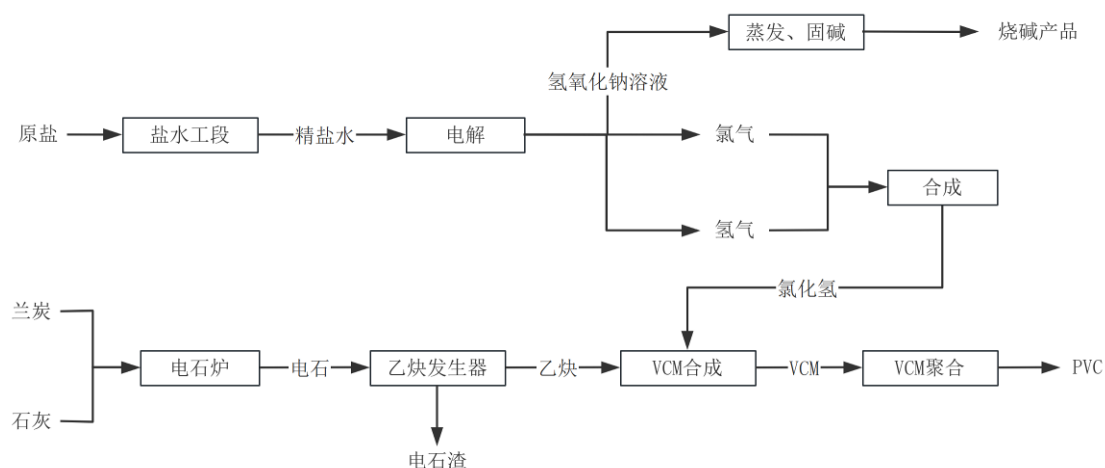 蒸发、固碱
烧碱产品
氢氧化钠溶液
原盐
盐水工段
精盐水
电解
氯气
合成
氢气
氯化氢
兰炭
电石炉
电石
乙炔发生器
乙炔
VCM合成
VCM
VCM聚合
PVC
石灰
电石渣